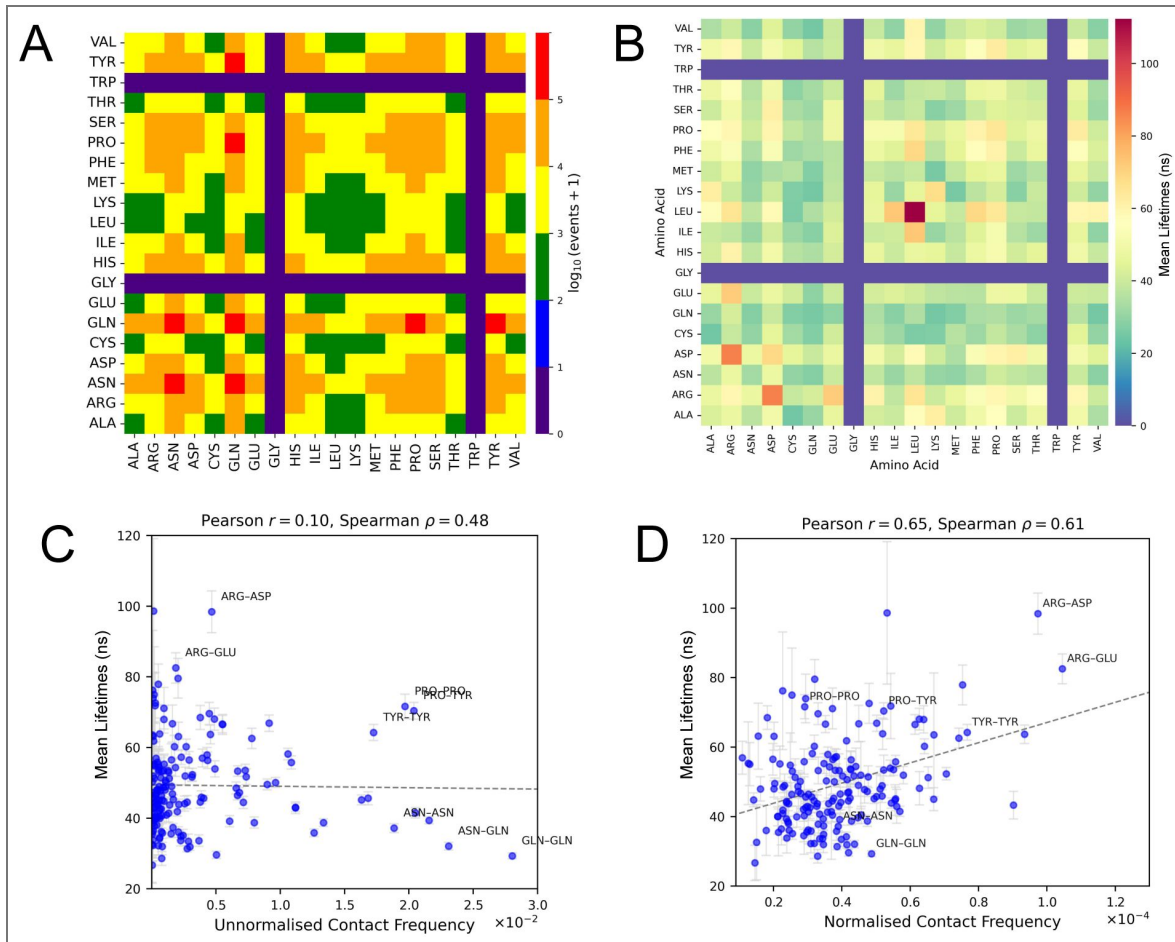 A
VAL
TYR
TRP
THR
SER
PRO
PHE
MET
LYS
LEU
ILE
HIS
GLY
GLU
GLN
CYS
ASP
ASN
ARG
ALA
ALA ARG ASN ASP CYS GLN GLU GLY HIS ILE LEU LYS MET PHE PRO SER THR TRP TYR VAL
5
4
3
2
1
0
log₁₀ (events + 1)
B
VAL
TYR
TRP
THR
SER
PRO
PHE
MET
LYS
LEU
ILE
HIS
GLY
GLU
GLN
CYS
ASP
ASN
ARG
ALA
Amino Acid
ALA ARG ASN ASP CYS GLN GLU GLY HIS ILE LEU LYS MET PHE PRO SER THR TRP TYR VAL
Amino Acid
100
80
60
40
20
0
Mean Lifetimes (ns)
C
Pearson r = 0.10, Spearman ρ = 0.48
120
100
80
60
40
20
Mean Lifetimes (ns)
ARG–ASP
ARG–GLU
PRO–PRO
PRO–TYR
TYR–TYR
ASN–ASN
ASN–GLN
GLN–GLN
0.5 1.0 1.5 2.0 2.5 3.0
×10⁻²
Unnormalised Contact Frequency
D
Pearson r = 0.65, Spearman ρ = 0.61
120
100
80
60
40
20
Mean Lifetimes (ns)
ARG–ASP
ARG–GLU
PRO–PRO
PRO–TYR
TYR–TYR
ASN–ASN
GLN–GLN
0.2 0.4 0.6 0.8 1.0 1.2
×10⁻⁴
Normalised Contact Frequency